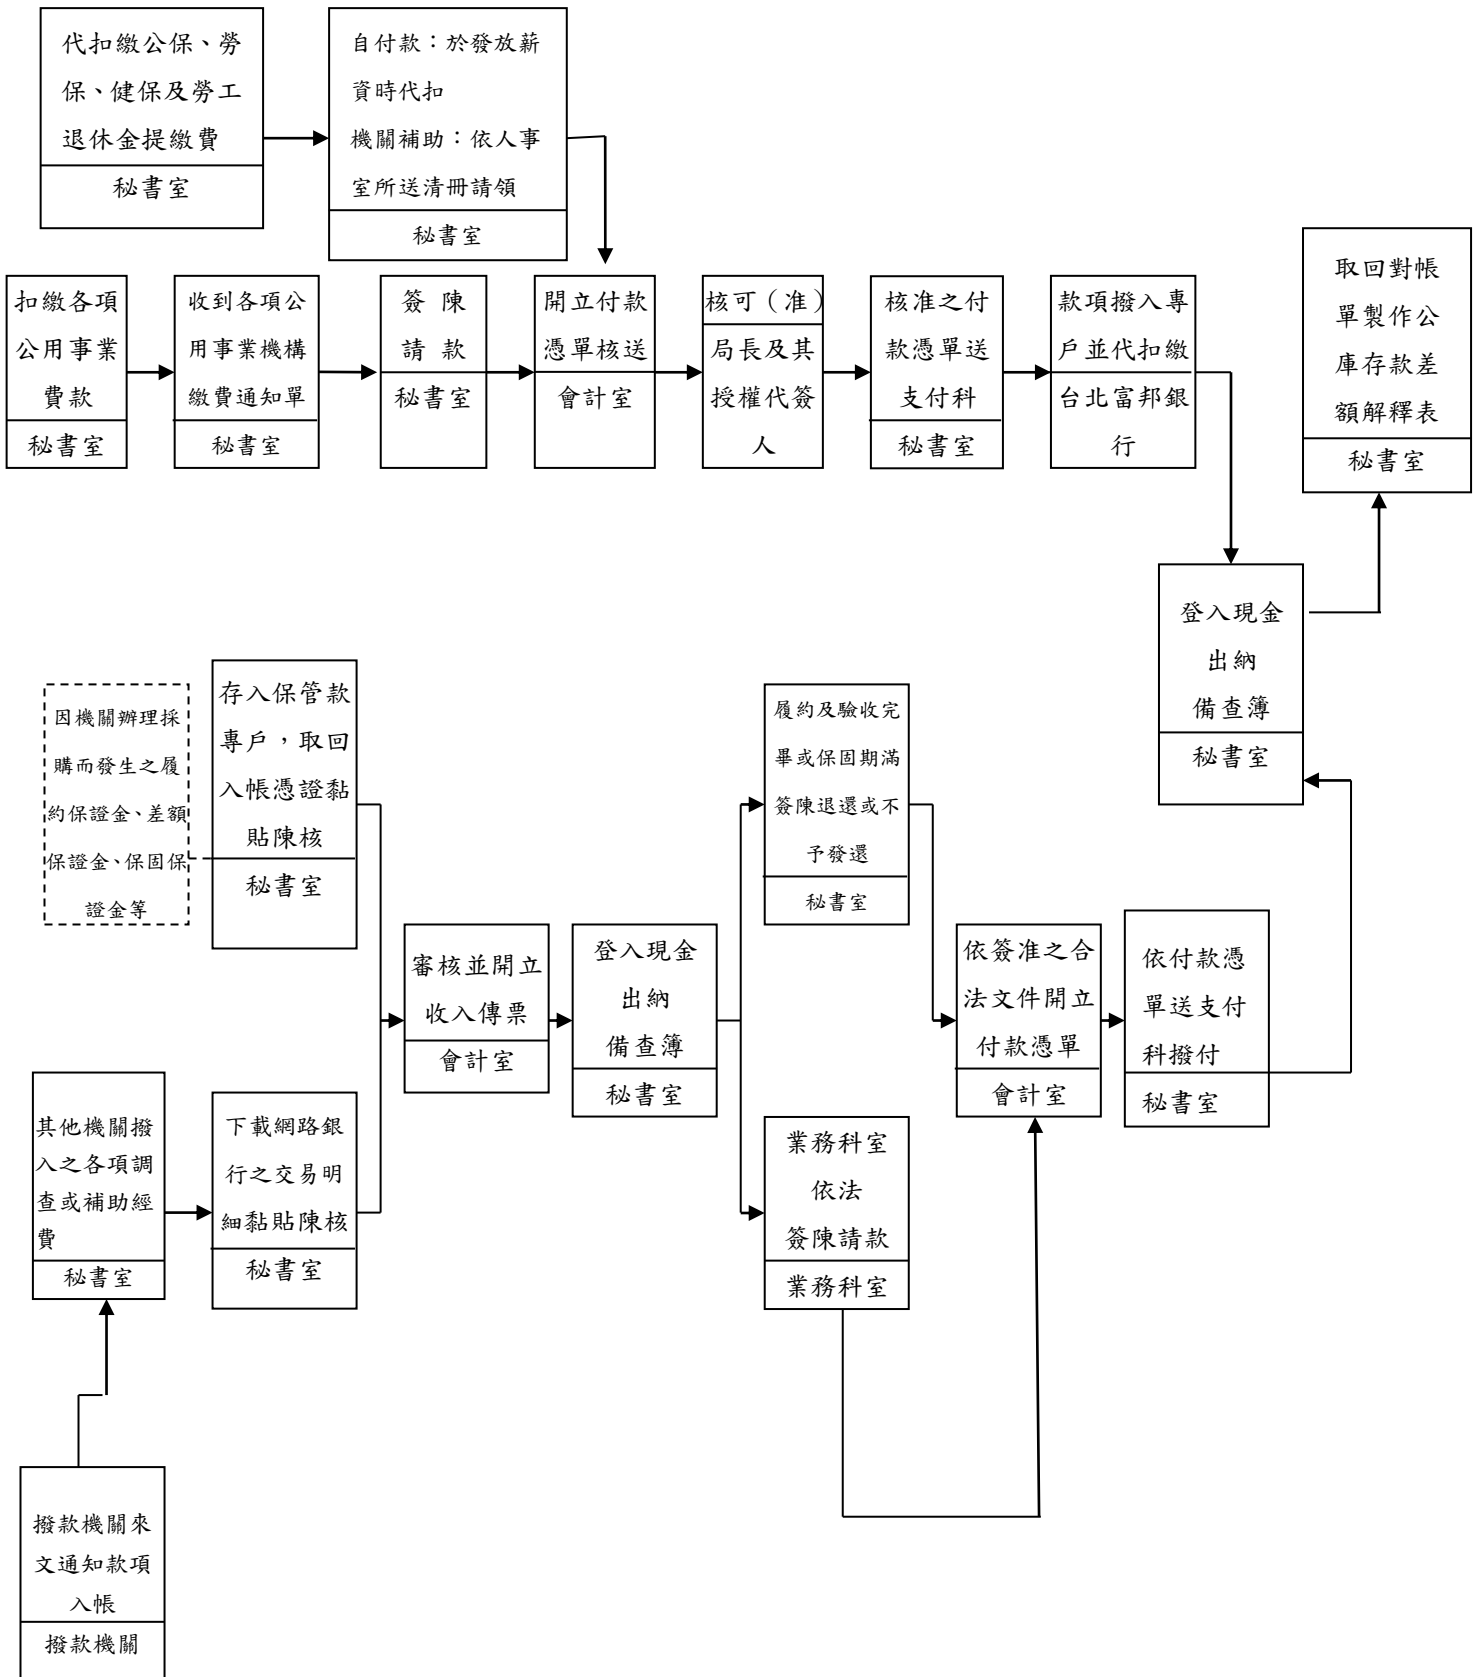 代扣繳公保、勞
保、健保及勞工
退休金提繳費
秘書室
自付款：於發放薪
資時代扣
機關補助：依人事
室所送清冊請領
秘書室
扣繳各項
公用事業
費款
秘書室
收到各項公
用事業機構
繳費通知單
秘書室
簽 陳
請 款
秘書室
開立付款
憑單核送
會計室
核可（准）
局長及其
授權代簽
人
核准之付
款憑單送
支付科
秘書室
款項撥入專
戶並代扣繳
台北富邦銀
行
取回對帳
單製作公
庫存款差
額解釋表
秘書室
登入現金
出納
備查簿
秘書室
因機關辦理採
購而發生之履
約保證金、差額
保證金、保固保
證金等
存入保管款
專戶，取回
入帳憑證黏
貼陳核
秘書室
審核並開立
收入傳票
會計室
登入現金
出納
備查簿
秘書室
履約及驗收完
畢或保固期滿
簽陳退還或不
予發還
秘書室
依簽准之合
法文件開立
付款憑單
會計室
依付款憑
單送支付
科撥付
秘書室
其他機關撥
入之各項調
查或補助經
費
秘書室
下載網路銀
行之交易明
細黏貼陳核
秘書室
業務科室
依法
簽陳請款
業務科室
撥款機關來
文通知款項
入帳
撥款機關